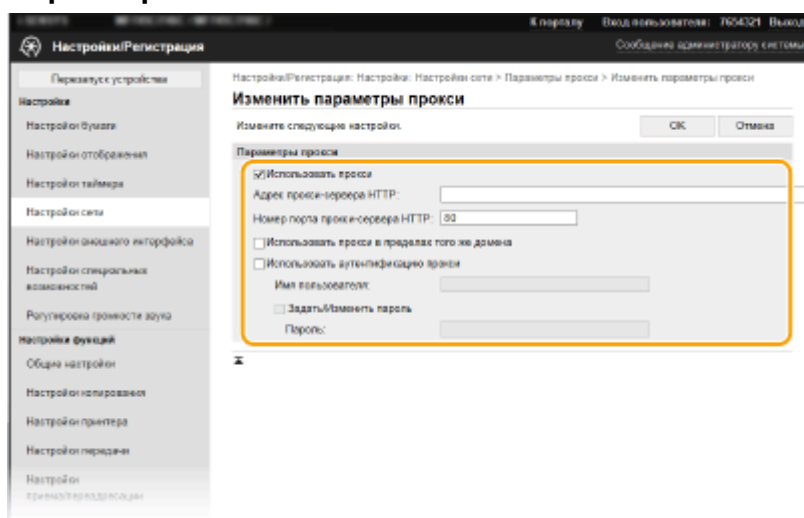 К порталу Вход пользователя: 7654321 Выход
Настройки/Регистрация
Сообщение администратору системы
Перезапуск устройства
Настройки
Настройки бумаги
Настройки отображения
Настройки таймера
Настройки сети
Настройки внешнего интерфейса
Настройки специальных
возможностей
Регулировка громкости звука
Настройки функций
Общие настройки
Настройки копирования
Настройки принтера
Настройки передачи
Настройки
приема/переадресации
Настройки/Регистрация: Настройки: Настройки сети > Параметры прокси > Изменить параметры прокси
Изменить параметры прокси
Измените следующие настройки.
OK Отмена
Параметры прокси
Использовать прокси
Адрес прокси-сервера HTTP:
Номер порта прокси-сервера HTTP: 80
Использовать прокси в пределах того же домена
Использовать аутентификацию прокси
Имя пользователя:
Задать/Изменить пароль
Пароль: